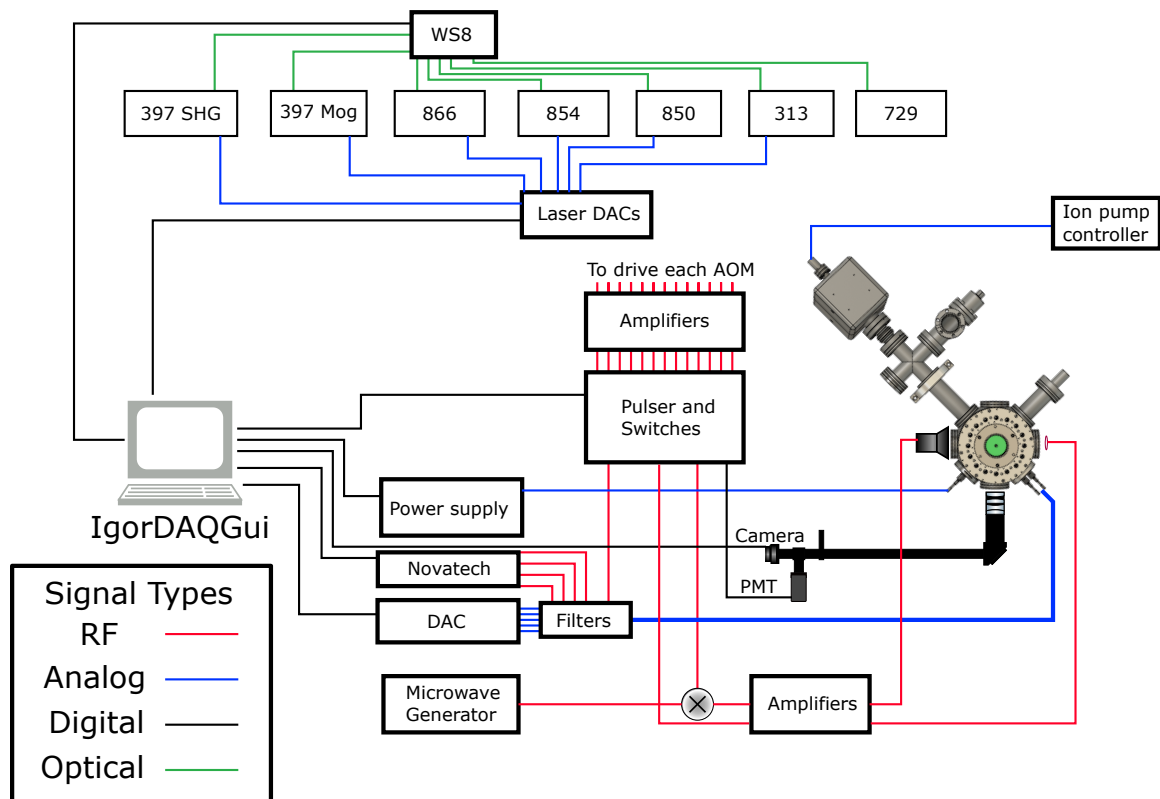 WS8
397 SHG
397 Mog
866
854
850
313
729
Laser DACs
Ion pump
controller
To drive each AOM
Amplifiers
Pulser and
Switches
IgorDAQGui
Power supply
Camera
Novatech
PMT
DAC
Filters
Microwave
Generator
Amplifiers
Signal Types
RF
Analog
Digital
Optical